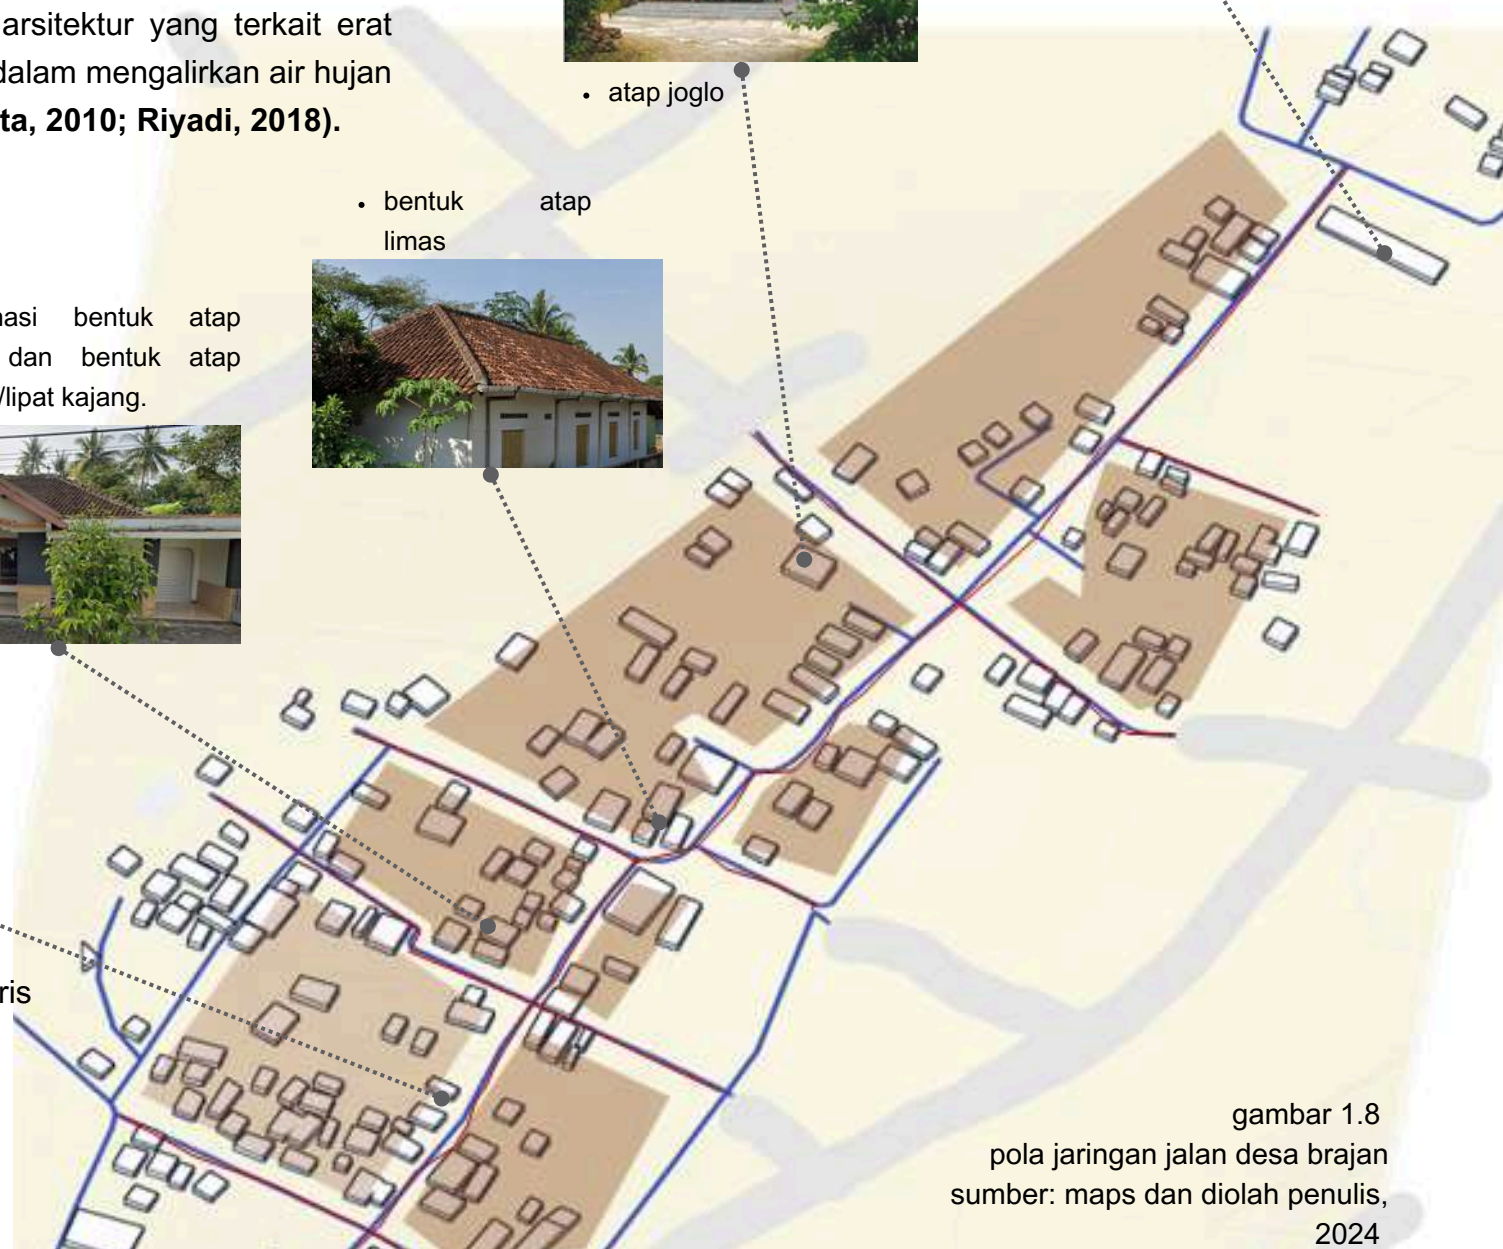 arsitektur yang terkait erat
dalam mengalirkan air hujan
ta, 2010; Riyadi, 2018).
• atap joglo
• bentuk atap
limas
nasi bentuk atap
dan bentuk atap
/lipat kajang.
ris
gambar 1.8
pola jaringan jalan desa brajan
sumber: maps dan diolah penulis,
2024